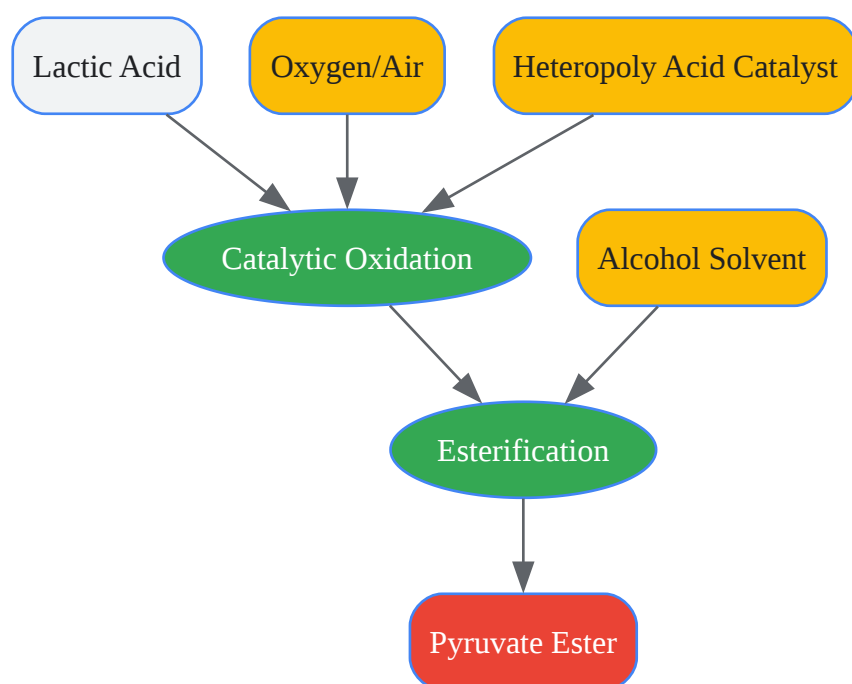 Lactic Acid
Oxygen/Air
Heteropoly Acid Catalyst
Catalytic Oxidation
Alcohol Solvent
Esterification
Pyruvate Ester